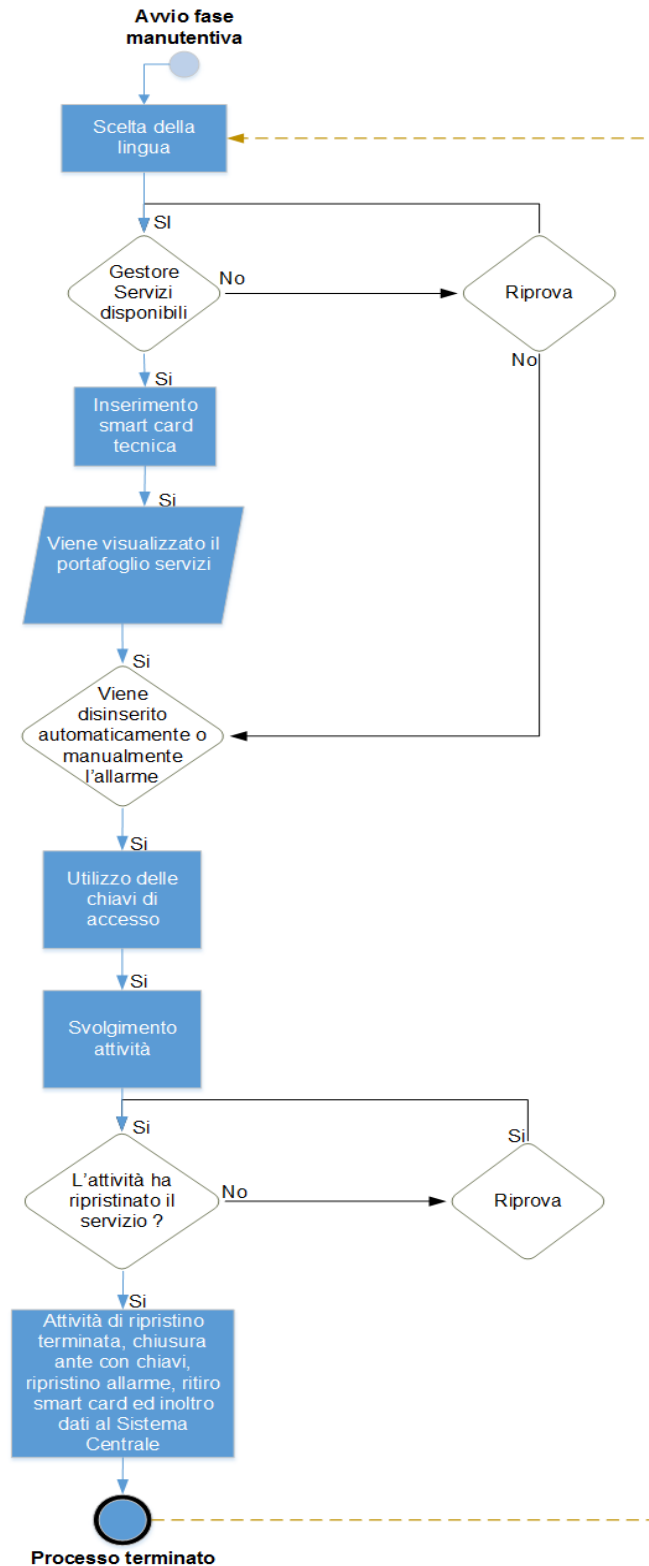 Avvio fase
manutentiva
Scelta della
lingua
SI
Gestore
Servizi
disponibili
No
Riprova
No
Si
Inserimento
smart card
tecnica
Si
Viene visualizzato il
portafoglio servizi
Si
Viene
disinserito
automaticamente o
manualmente
l'allarme
Si
Utilizzo delle
chiavi di
accesso
Si
Svolgimento
attività
Si
Si
L'attività ha
ripristinato il
servizio ?
No
Riprova
Si
Attività di ripristino
terminata, chiusura
ante con chiavi,
ripristino allarme, ritiro
smart card ed inoltro
dati al Sistema
Centrale
Processo terminato